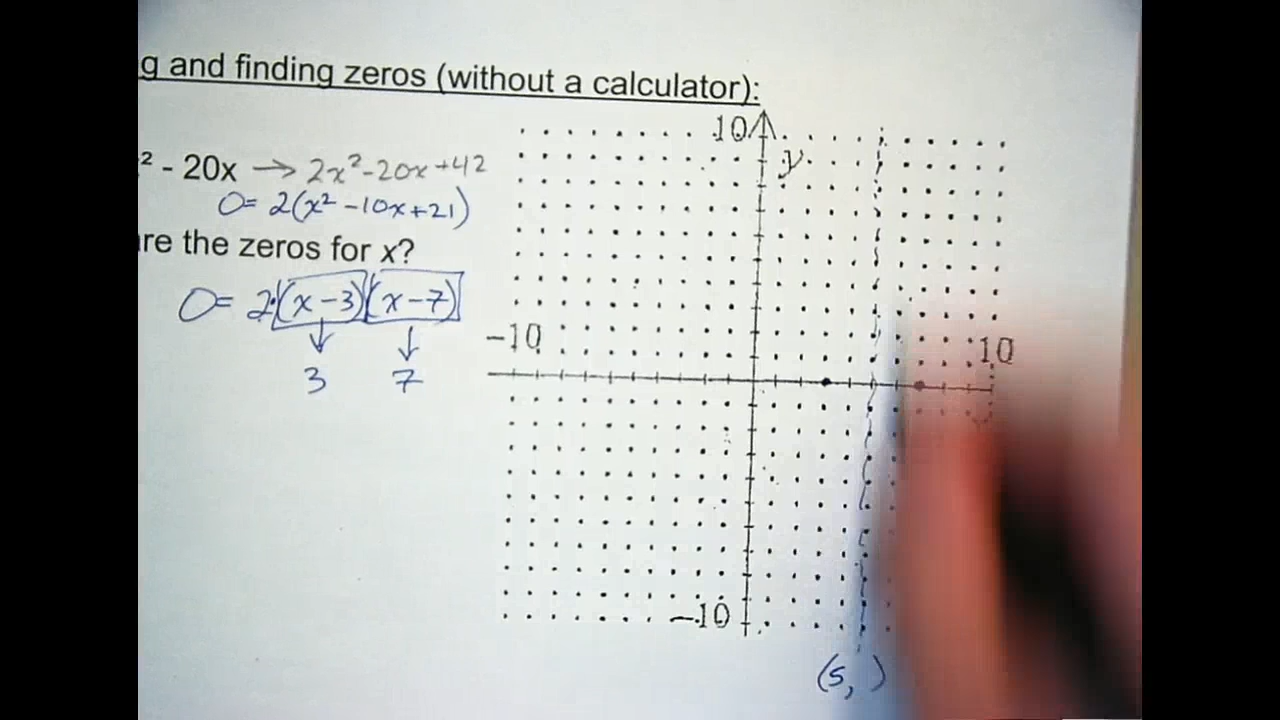 g and finding zeros (without a calculator):
10
y
² - 20x → 2x²-20x+42
0= 2(x² -10x+21)
re the zeros for x?
0= 2·(x-3)(x-7)
-10
10
3 7
-10
(5, )